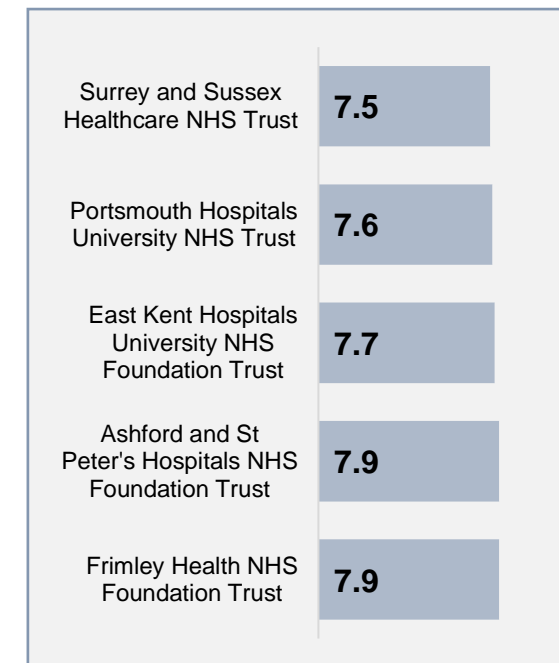 Surrey and Sussex
Healthcare NHS Trust
7.5
Portsmouth Hospitals
University NHS Trust
7.6
East Kent Hospitals
University NHS
Foundation Trust
7.7
Ashford and St
Peter's Hospitals NHS
Foundation Trust
7.9
Frimley Health NHS
Foundation Trust
7.9